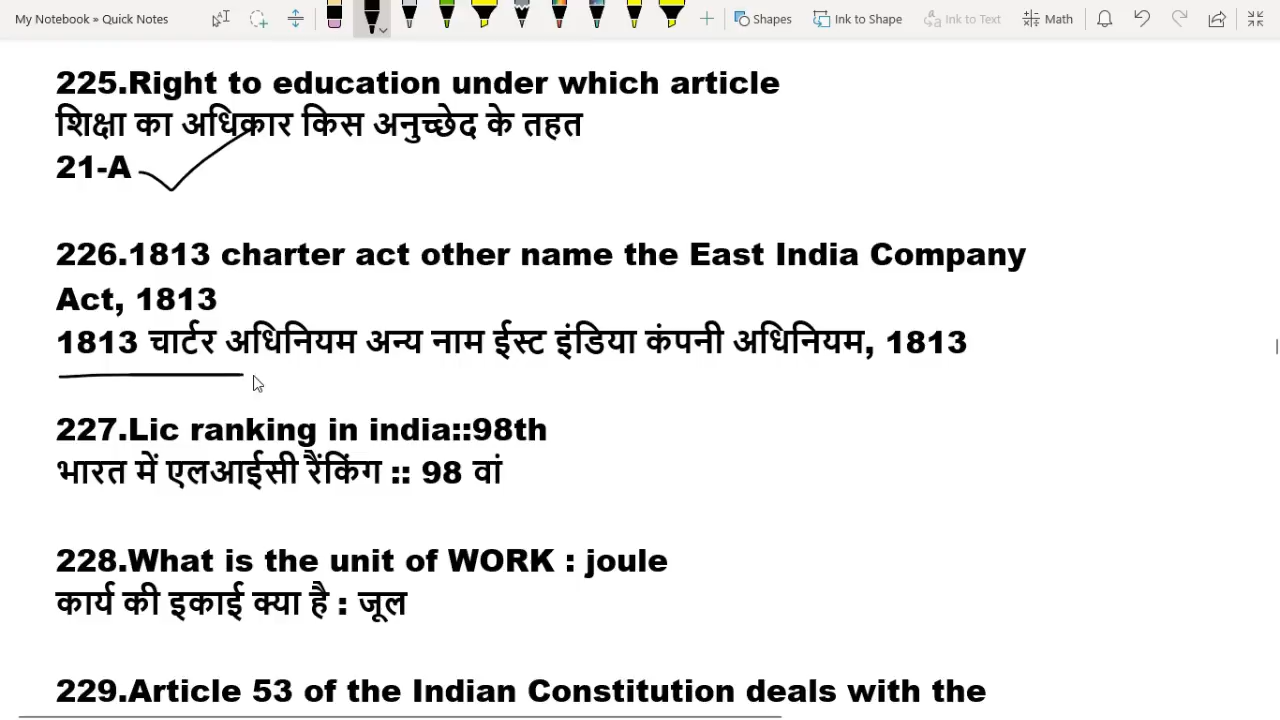 My Notebook » Quick Notes
Shapes
Ink to Shape
Ink to Text
Math
225.Right to education under which article
शिक्षा का अधिकार किस अनुच्छेद के तहत
21-A
226.1813 charter act other name the East India Company
Act, 1813
1813 चार्टर अधिनियम अन्य नाम ईस्ट इंडिया कंपनी अधिनियम, 1813
227.Lic ranking in india::98th
भारत में एलआईसी रैंकिंग :: 98 वां
228.What is the unit of WORK : joule
कार्य की इकाई क्या है : जूल
229.Article 53 of the Indian Constitution deals with the